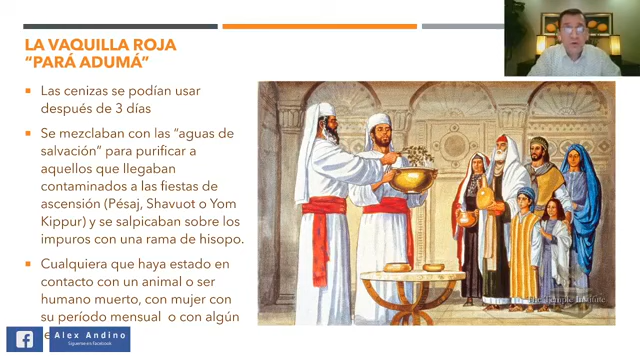 LA VAQUILLA ROJA
"PARÁ ADUMÁ"
Las cenizas se podían usar
después de 3 días
Se mezclaban con las "aguas de
salvación" para purificar a
aquellos que llegaban
contaminados a las fiestas de
ascensión (Pésaj, Shavuot o Yom
Kippur) y se salpicaban sobre los
impuros con una rama de hisopo.
Cualquiera que haya estado en
contacto con un animal o ser
humano muerto, con mujer con
su período mensual o con algún
The Temple Institute
f
Alex Andino
Sígueme en Facebook